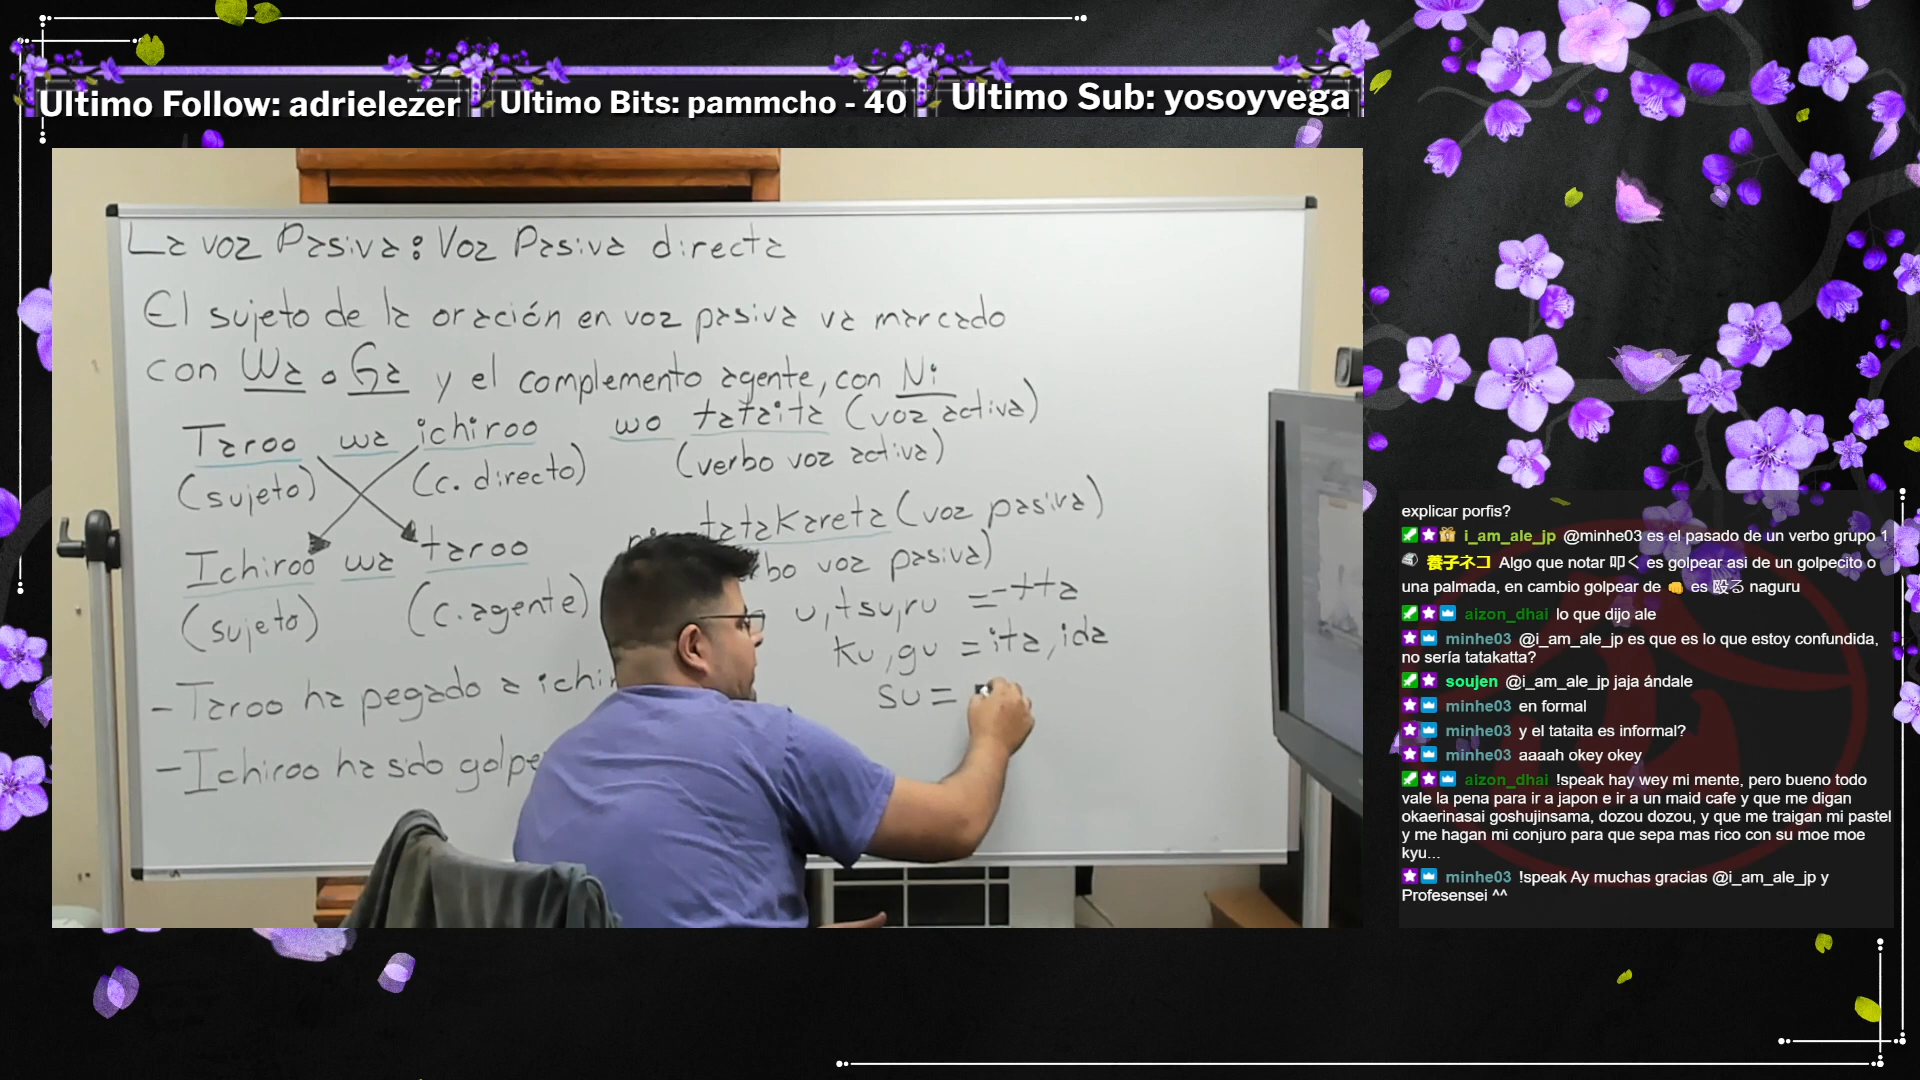 Ultimo Follow: adrielezer
Ultimo Bits: pammcho - 40
Ultimo Sub: yosoyvega
La voz Pasiva: Voz Pasiva directa
El sujeto de la oración en voz pasiva va marcado
con Wa o Ga y el complemento agente, con Ni
Taroo wa ichiroo wo tataita (voz activa)
(sujeto) (c. directo) (verbo voz activa)
Ichiroo wa taroo tatakareta (voz pasiva)
(sujeto) (c. agente) voz pasiva)
u, tsu, ru = -tta
ku, gu = ita, ida
su =
- Taroo ha pegado a
- Ichiroo ha sido
explicar porfis?
i_am_ale_jp @minhe03 es el pasado de un verbo grupo 1
養子ネコ Algo que notar 叩く es golpear asi de un golpecito o
una palmada, en cambio golpear de 👊 es 殴る naguru
aizon_dhai lo que dijo ale
minhe03 @i_am_ale_jp es que es lo que estoy confundida,
no sería tatakatta?
soujen @i_am_ale_jp jaja ándale
minhe03 en formal
minhe03 y el tataita es informal?
minhe03 aaaah okey okey
aizon_dhai !speak hay wey mi mente, pero bueno todo
vale la pena para ir a japon e ir a un maid cafe y que me digan
okaerinasai goshujinsama, dozou dozou, y que me traigan mi pastel
y me hagan mi conjuro para que sepa mas rico con su moe moe
kyu...
minhe03 !speak Ay muchas gracias @i_am_ale_jp y
Profesensei ^^